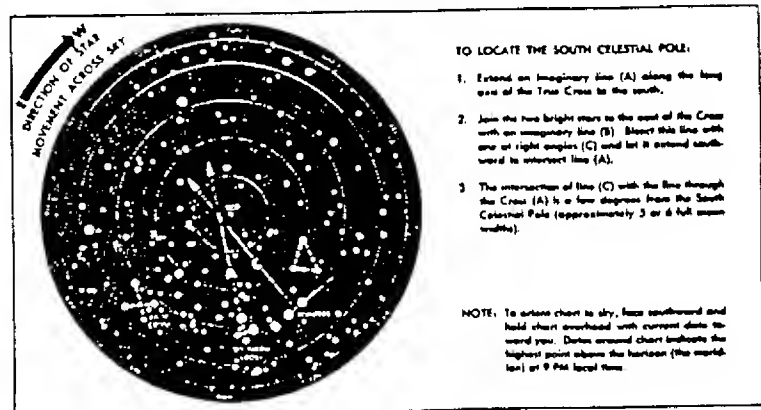 E W
DIRECTION OF STAR
MOVEMENT ACROSS SKY
TO LOCATE THE SOUTH CELESTIAL POLE:
1. Extend an imaginary line (A) along the long
axis of the True Cross to the south.
2. Join the two bright stars to the east of the Cross
with an imaginary line (B). Bisect this line with
one at right angles (C) and let it extend south-
ward to intersect line (A).
3 The intersection of line (C) with the line through
the Cross (A) is a few degrees from the South
Celestial Pole (approximately 5 or 6 full moon
widths).
NOTE: To orient chart to sky, face southward and
hold chart overhead with current date to-
ward you. Dates around chart indicate the
highest point above the horizon (the merid-
ian) at 9 PM local time.